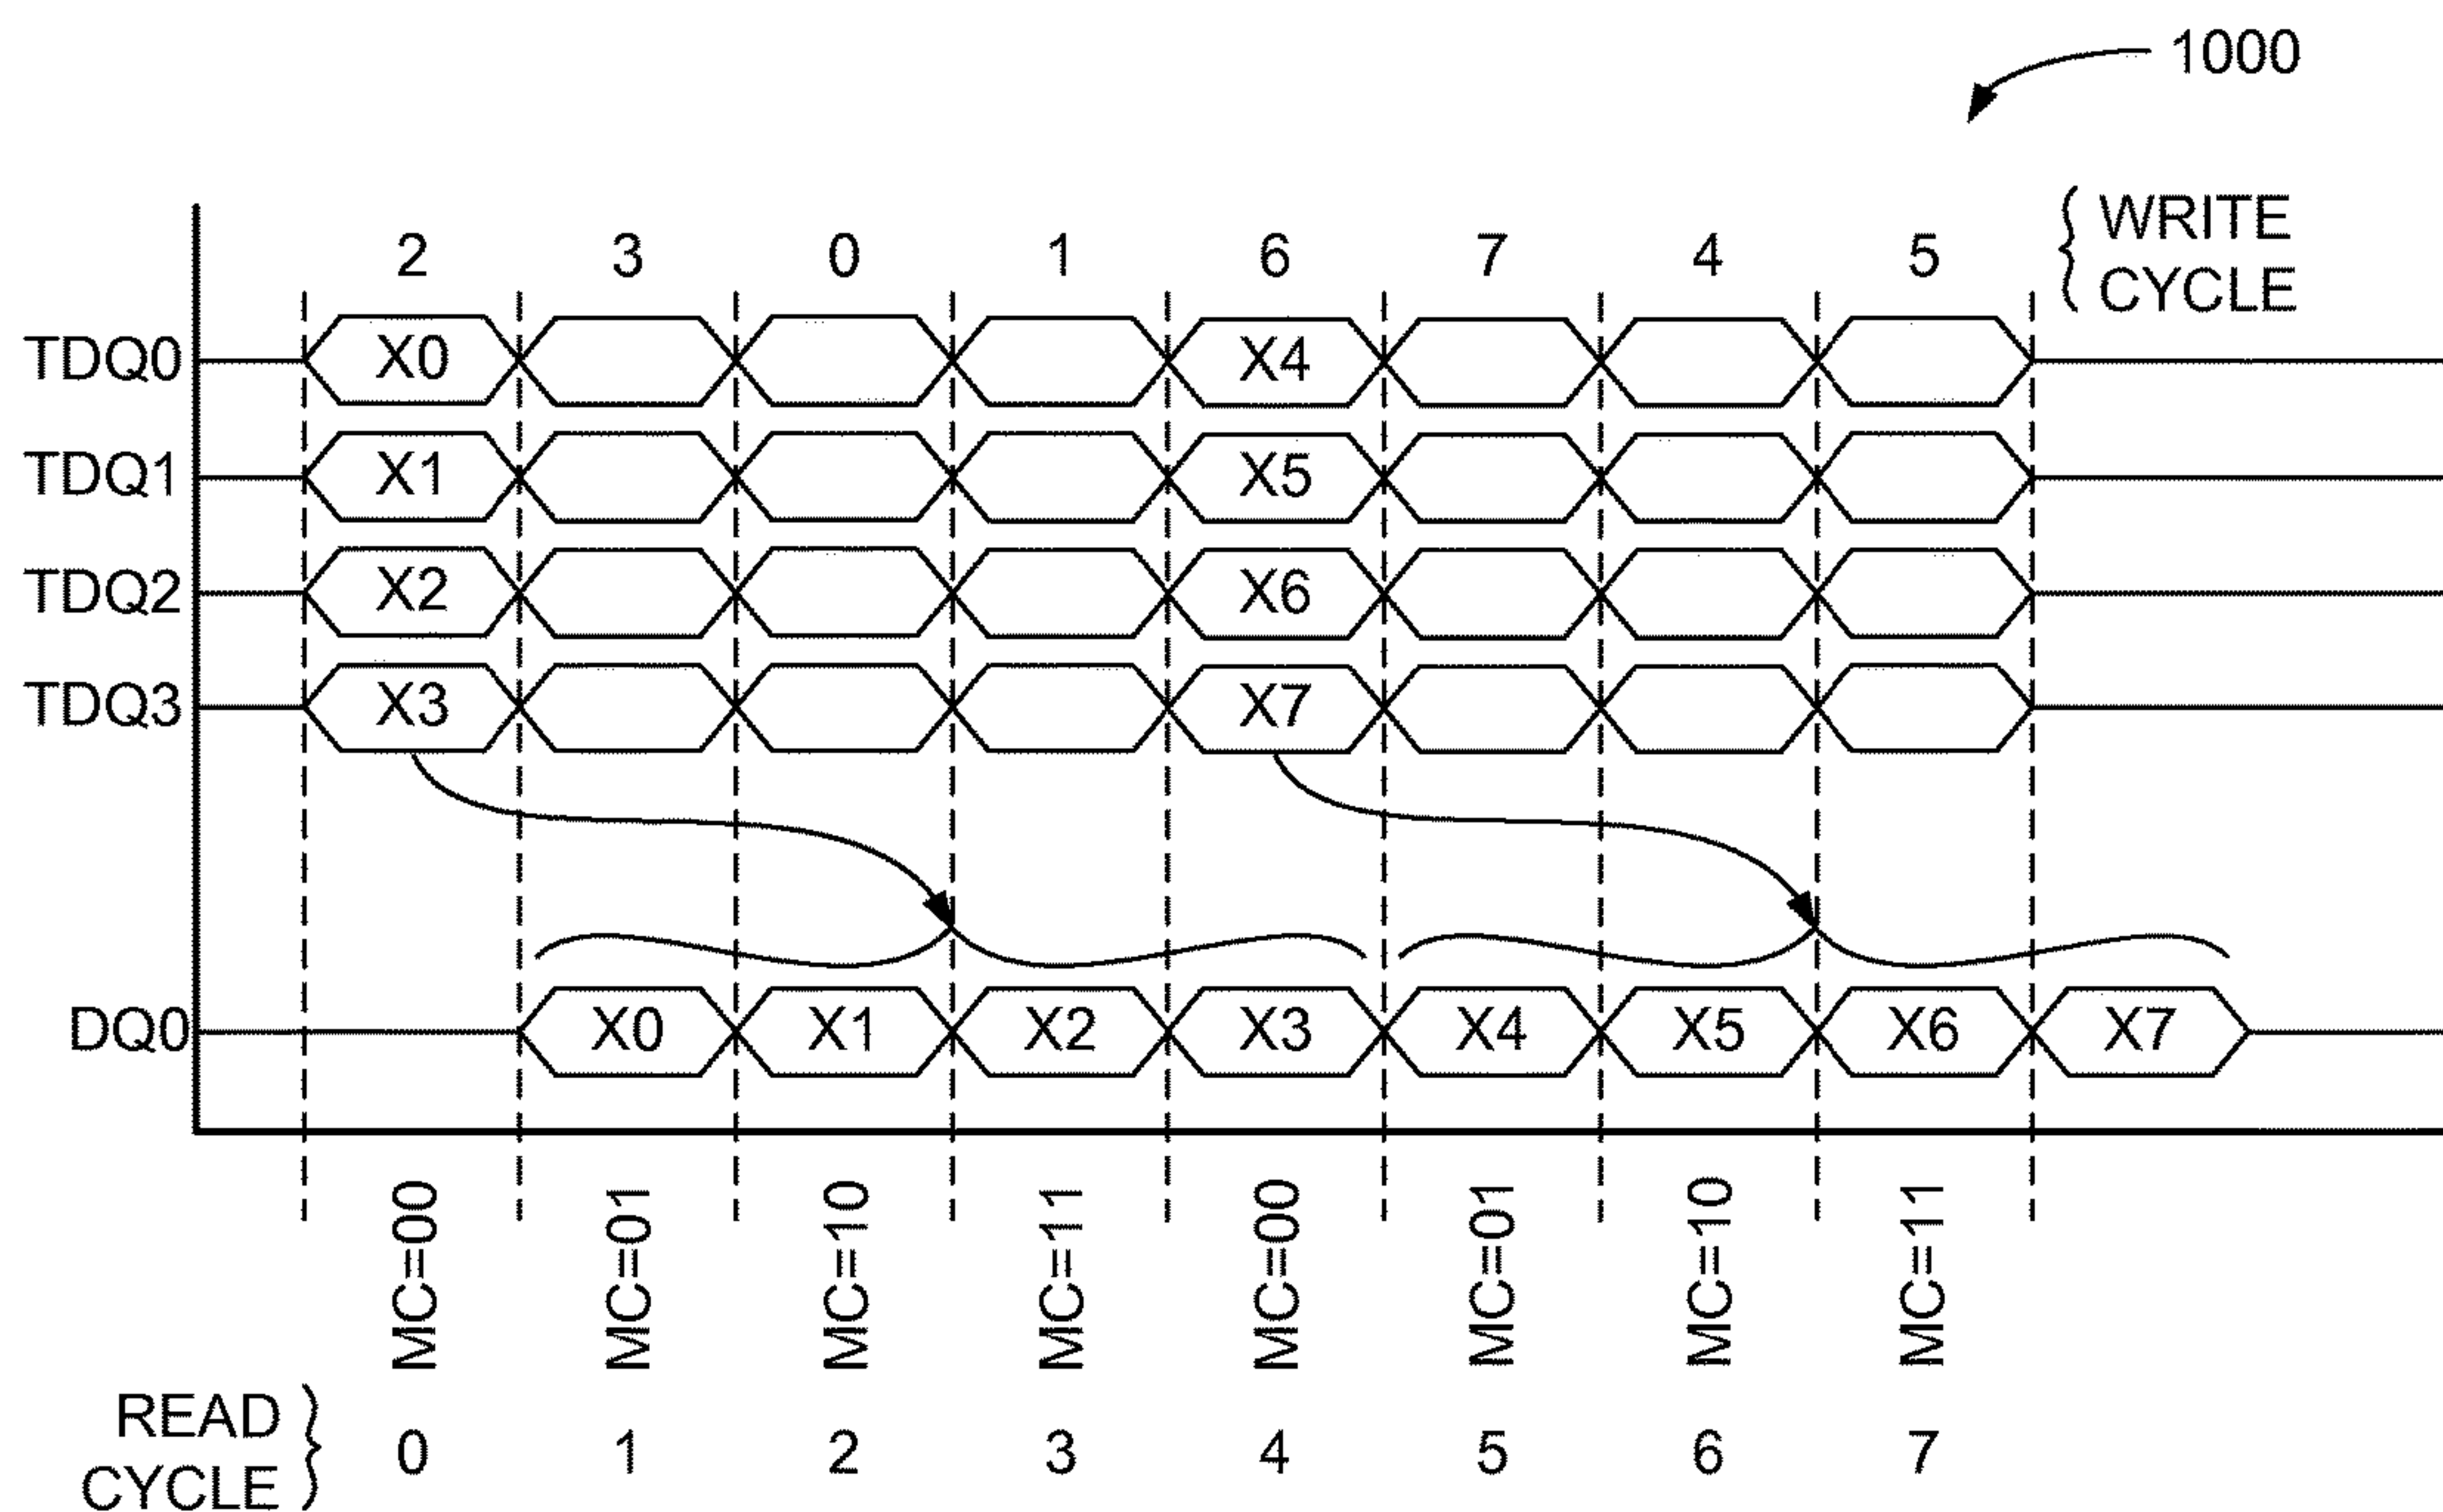 1000
2 3 0 1 6 7 4 5 { WRITE
CYCLE
TDQ0 X0 X4
TDQ1 X1 X5
TDQ2 X2 X6
TDQ3 X3 X7
DQ0 X0 X1 X2 X3 X4 X5 X6 X7
MC=00 MC=01 MC=10 MC=11 MC=00 MC=01 MC=10 MC=11
READ
CYCLE } 0 1 2 3 4 5 6 7